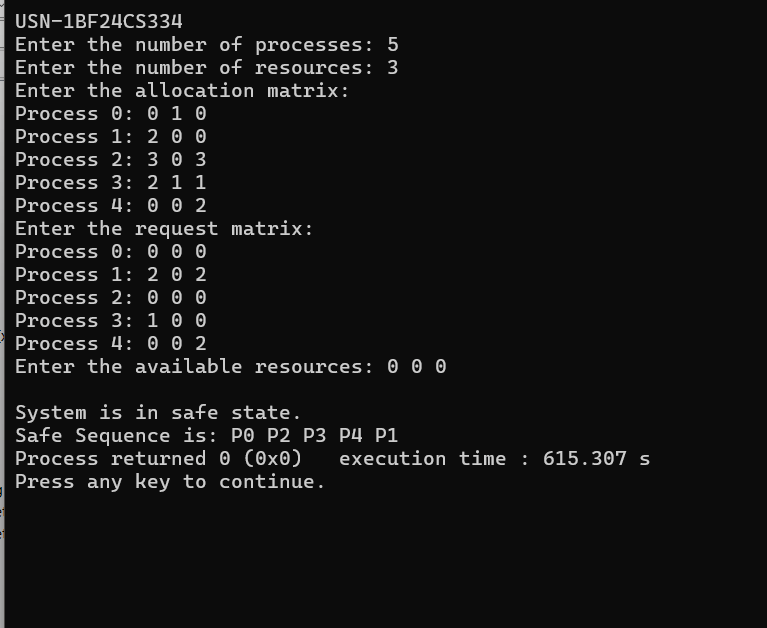 USN-1BF24CS334
Enter the number of processes: 5
Enter the number of resources: 3
Enter the allocation matrix:
Process 0: 0 1 0
Process 1: 2 0 0
Process 2: 3 0 3
Process 3: 2 1 1
Process 4: 0 0 2
Enter the request matrix:
Process 0: 0 0 0
Process 1: 2 0 2
Process 2: 0 0 0
Process 3: 1 0 0
Process 4: 0 0 2
Enter the available resources: 0 0 0
System is in safe state.
Safe Sequence is: P0 P2 P3 P4 P1
Process returned 0 (0x0)   execution time : 615.307 s
Press any key to continue.